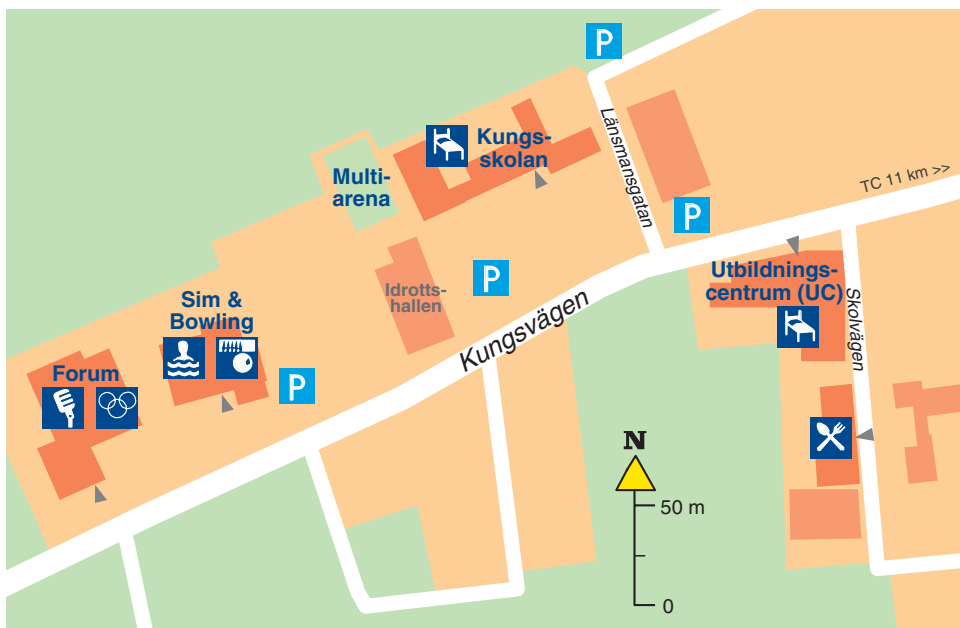 P
Länsmansgatan
Kungs-
skolan
Multi-
arena
TC 11 km >>
P
Utbildnings-
centrum (UC)
Skolvägen
P
Idrotts-
hallen
Kungsvägen
Sim &
Bowling
P
Forum
N
50 m
0